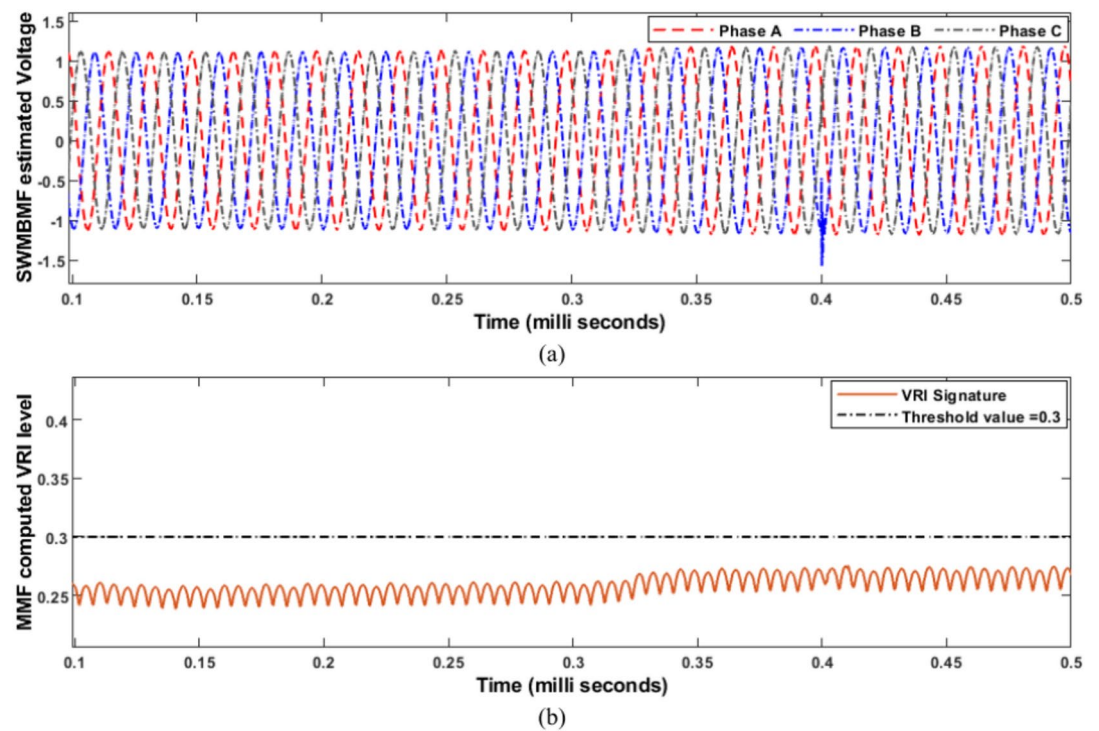 SWMBMF estimated Voltage
1.5
1
0.5
0
-0.5
-1
-1.5
Phase A Phase B Phase C
0.1 0.15 0.2 0.25 0.3 0.35 0.4 0.45 0.5
Time (milli seconds)
(a)
MMF computed VRI level
0.4
0.35
0.3
0.25
VRI Signature
Threshold value =0.3
0.1 0.15 0.2 0.25 0.3 0.35 0.4 0.45 0.5
Time (milli seconds)
(b)